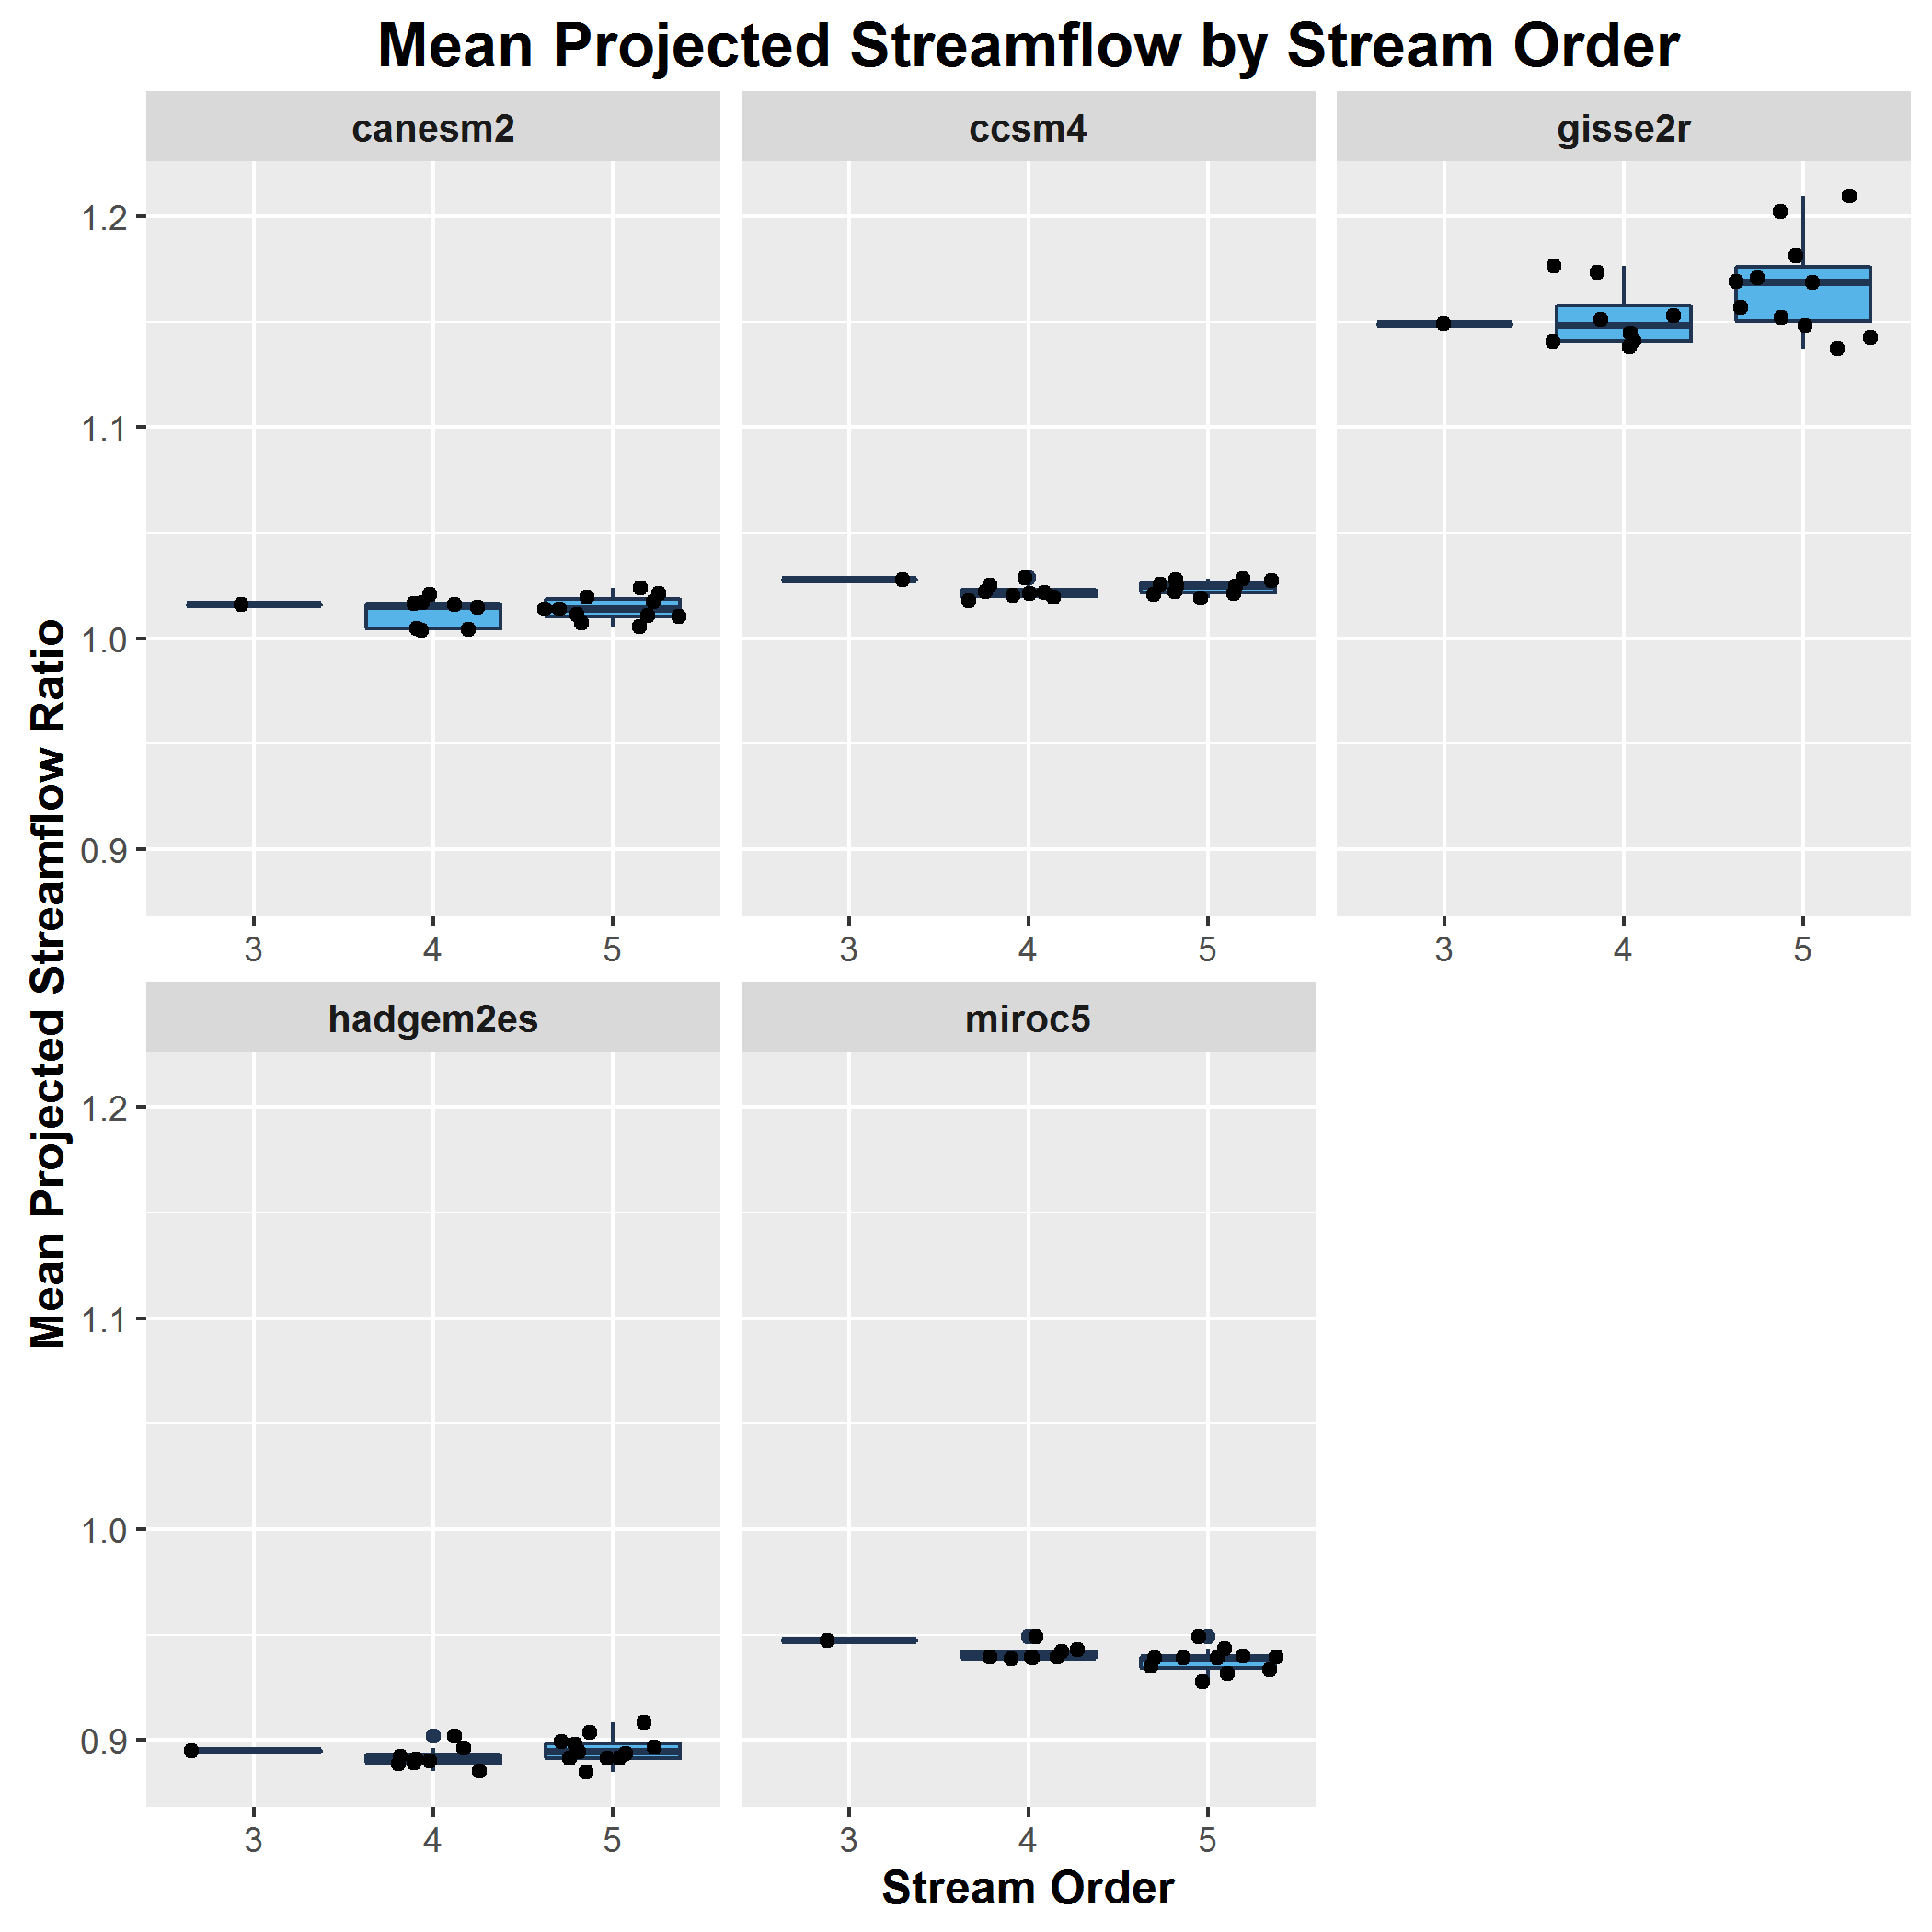 Mean Projected Streamflow by Stream Order
canesm2 ccsm4 gisse2r
1.2
1.1
1.0
0.9
3 4 5 3 4 5 3 4 5
Mean Projected Streamflow Ratio
hadgem2es miroc5
1.2
1.1
1.0
0.9
3 4 5 3 4 5
Stream Order